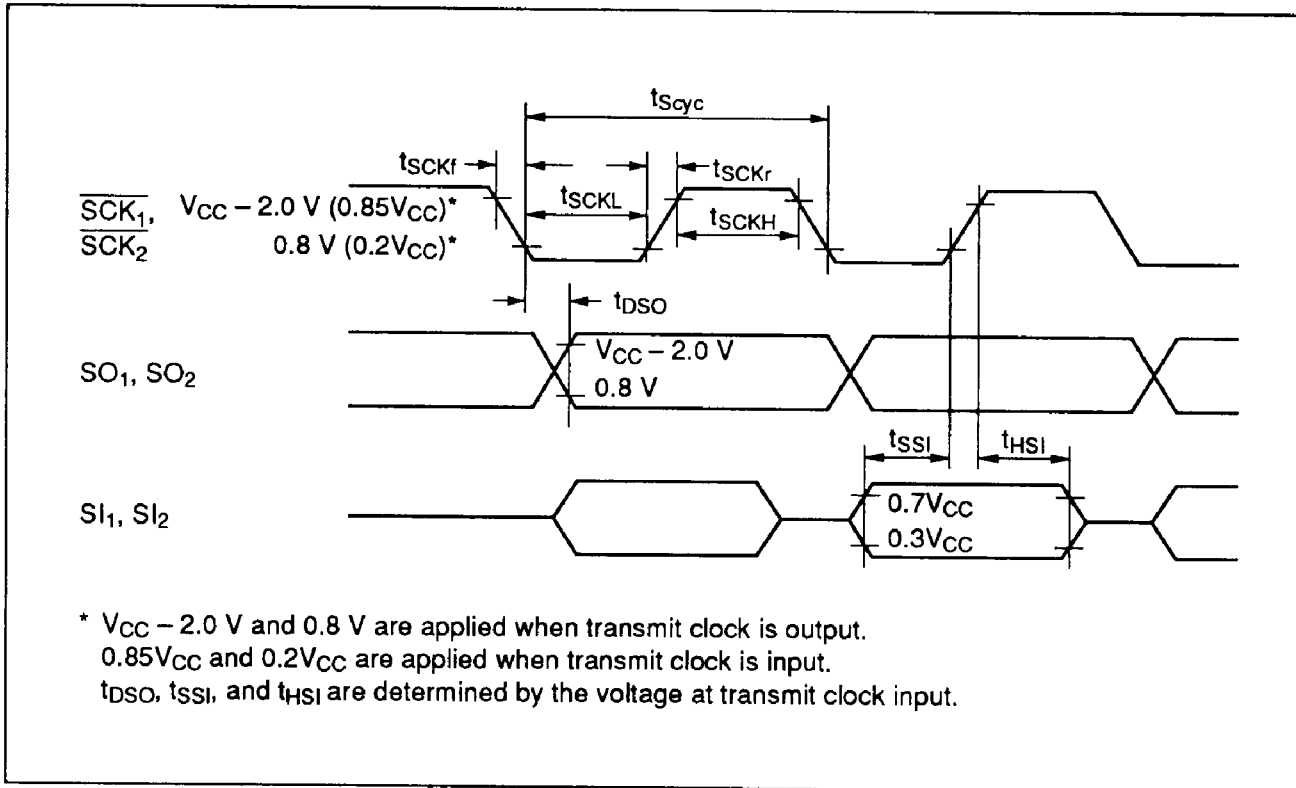 tScyc
tSCKf
tSCKr
tSCKL
tSCKH
SCK1, VCC – 2.0 V (0.85VCC)*
SCK2 0.8 V (0.2VCC)*
tDSO
SO1, SO2
VCC – 2.0 V
0.8 V
tSSI tHSI
SI1, SI2
0.7VCC
0.3VCC
* VCC – 2.0 V and 0.8 V are applied when transmit clock is output.
0.85VCC and 0.2VCC are applied when transmit clock is input.
tDSO, tSSI, and tHSI are determined by the voltage at transmit clock input.